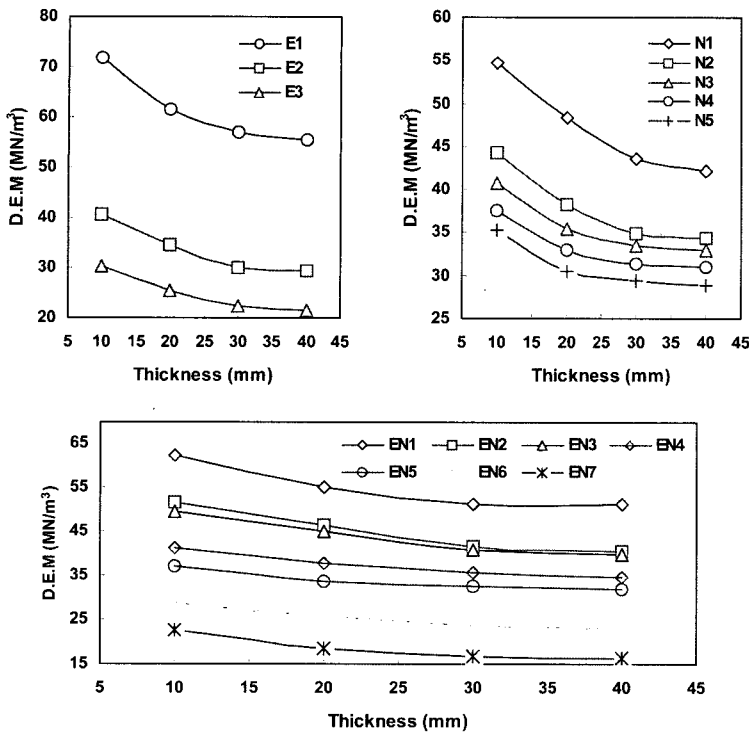 80
70
60
50
40
30
20
5 10 15 20 25 30 35 40 45
D.E.M (MN/m³)
Thickness (mm)
E1
E2
E3
60
55
50
45
40
35
30
25
5 10 15 20 25 30 35 40 45
D.E.M (MN/m³)
Thickness (mm)
N1
N2
N3
N4
N5
65
55
45
35
25
15
5 10 15 20 25 30 35 40 45
D.E.M (MN/m³)
Thickness (mm)
EN1 EN2 EN3 EN4
EN5 EN6 EN7